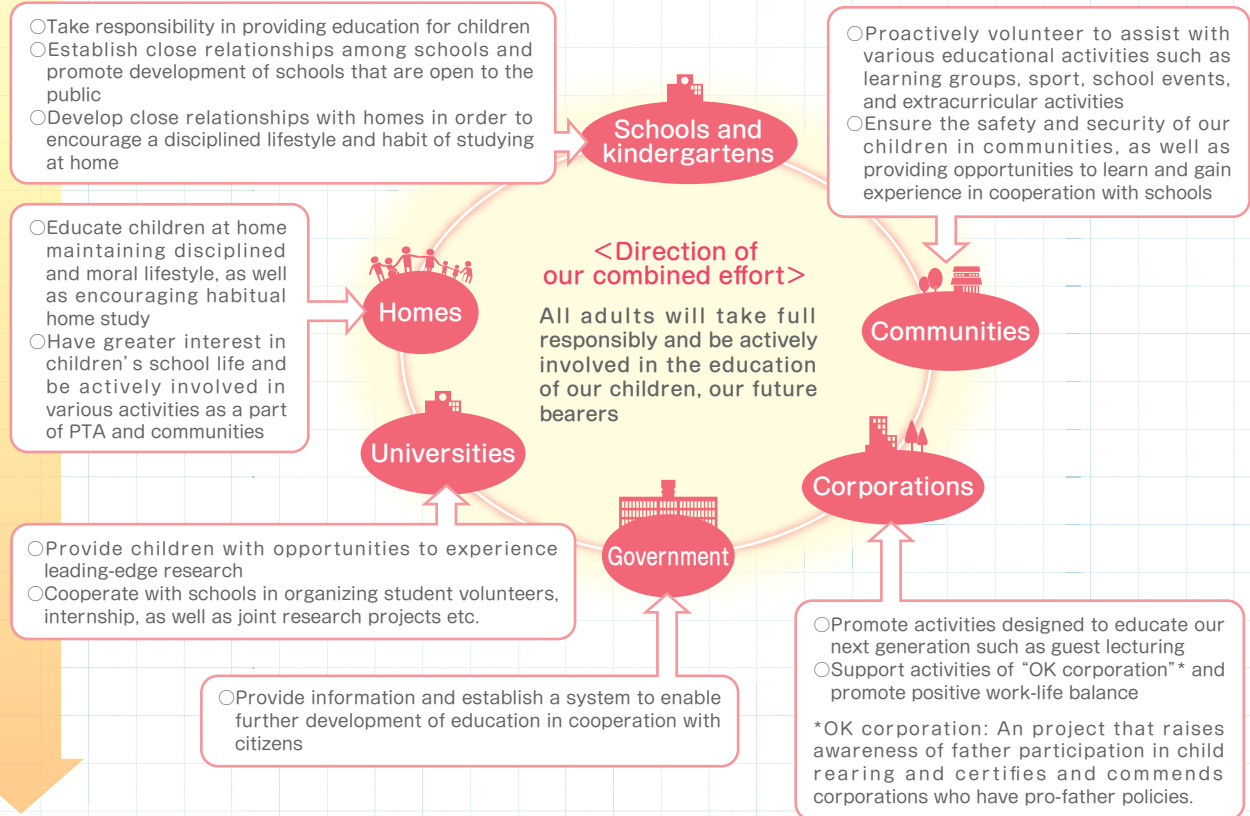 ○Take responsibility in providing education for children
○Establish close relationships among schools and
promote development of schools that are open to the
public
○Develop close relationships with homes in order to
encourage a disciplined lifestyle and habit of studying
at home
○Proactively volunteer to assist with
various educational activities such as
learning groups, sport, school events,
and extracurricular activities
○Ensure the safety and security of our
children in communities, as well as
providing opportunities to learn and gain
experience in cooperation with schools
Schools and
kindergartens
○Educate children at home
maintaining disciplined
and moral lifestyle, as well
as encouraging habitual
home study
○Have greater interest in
children's school life and
be actively involved in
various activities as a part
of PTA and communities
Homes
<Direction of
our combined effort>
All adults will take full
responsibly and be actively
involved in the education
of our children, our future
bearers
Communities
Universities
Corporations
Government
○Provide children with opportunities to experience
leading-edge research
○Cooperate with schools in organizing student volunteers,
internship, as well as joint research projects etc.
○Provide information and establish a system to enable
further development of education in cooperation with
citizens
○Promote activities designed to educate our
next generation such as guest lecturing
○Support activities of “OK corporation”* and
promote positive work-life balance
*OK corporation: An project that raises
awareness of father participation in child
rearing and certifies and commends
corporations who have pro-father policies.